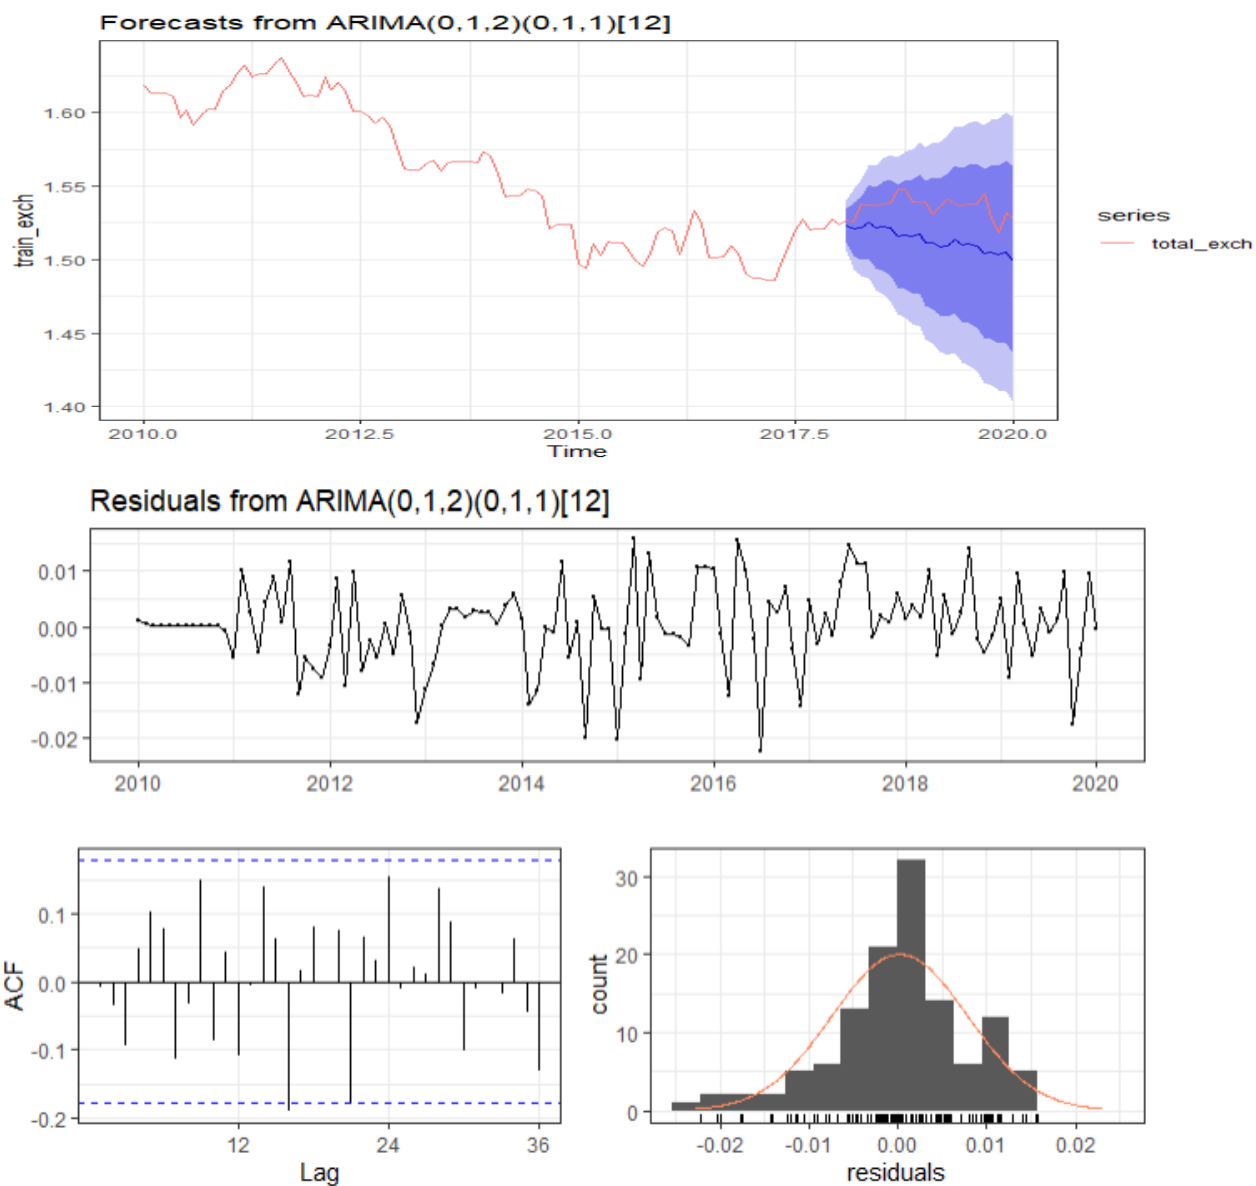 Forecasts from ARIMA(0,1,2)(0,1,1)[12]
train_exch
1.60
1.55
1.50
1.45
1.40
2010.0 2012.5 2015.0 2017.5 2020.0
Time
series
total_exch
Residuals from ARIMA(0,1,2)(0,1,1)[12]
0.01
0.00
-0.01
-0.02
2010 2012 2014 2016 2018 2020
ACF
0.1
0.0
-0.1
-0.2
12 24 36
Lag
count
30
20
10
0
-0.02 -0.01 0.00 0.01 0.02
residuals